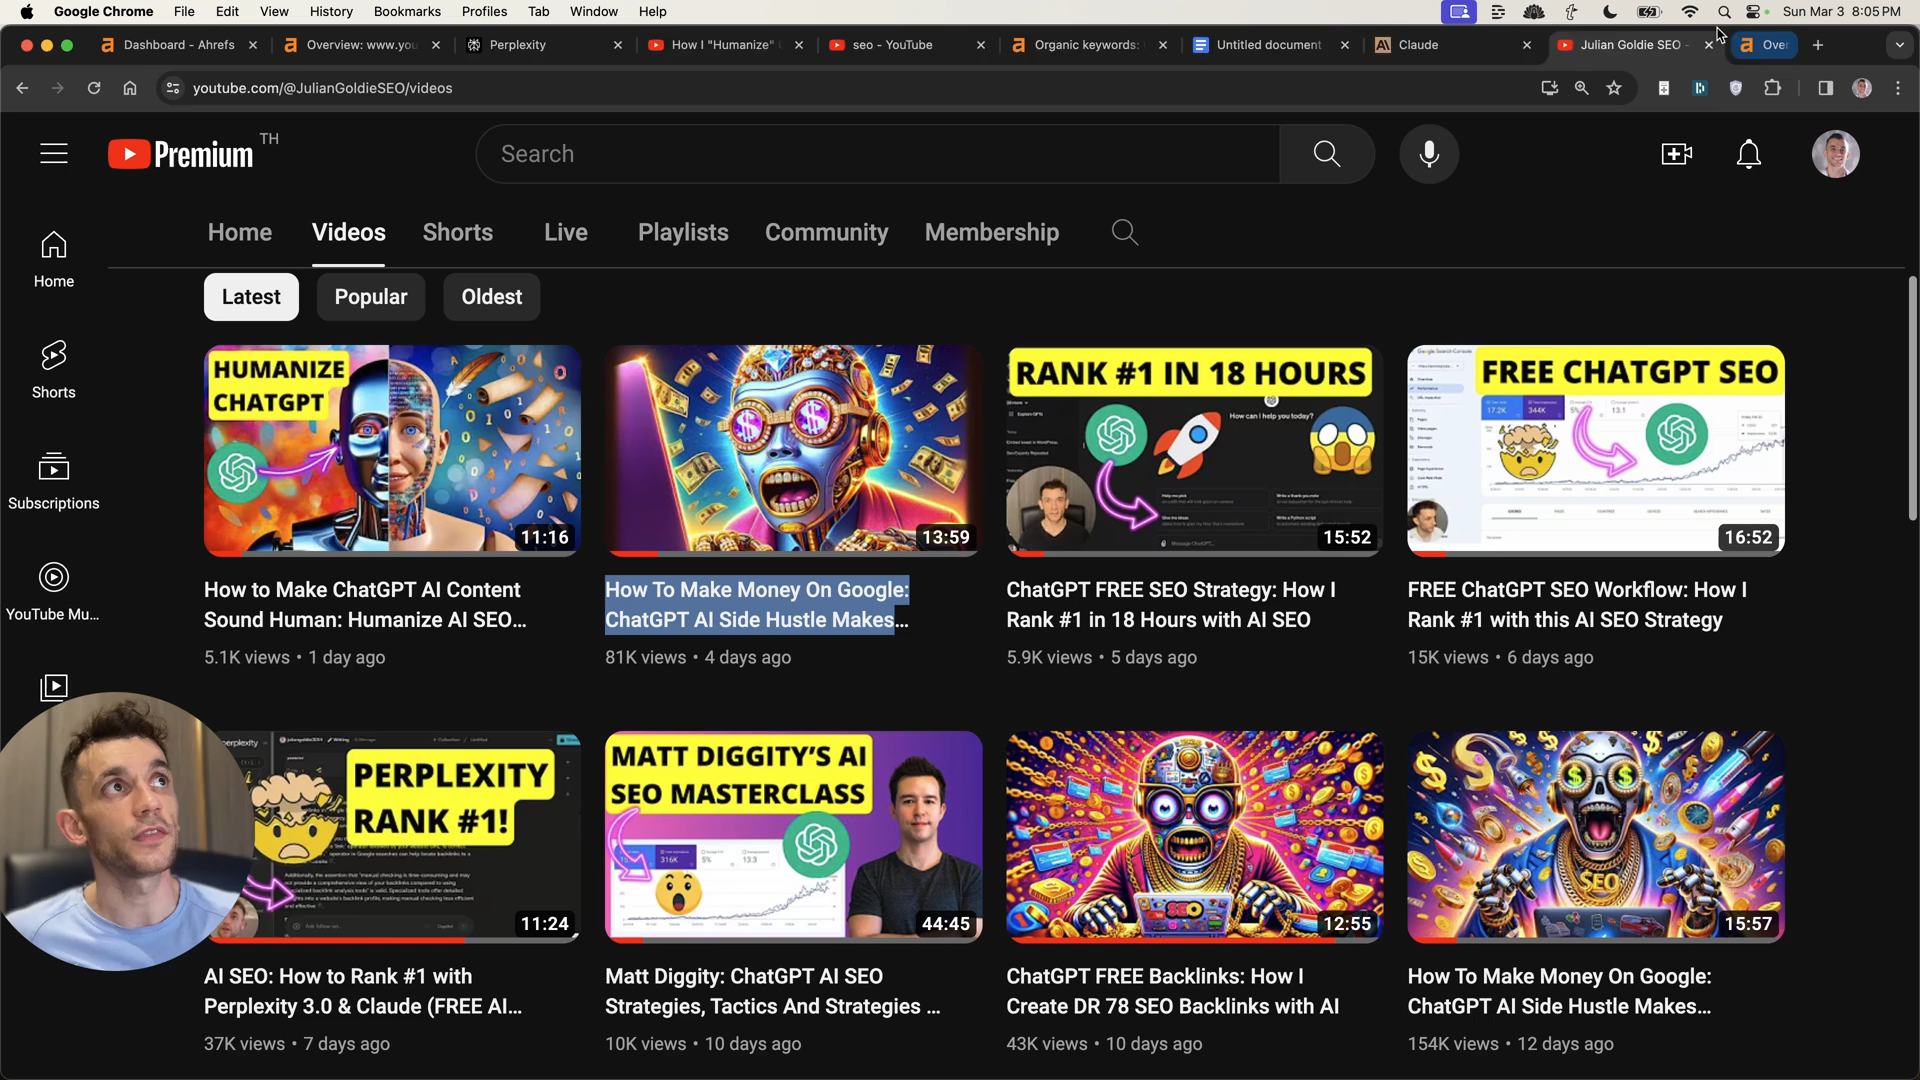 Google Chrome File Edit View History Bookmarks Profiles Tab Window Help Sun Mar 3 8:05 PM
Dashboard - Ahrefs Overview: www.you Perplexity How I "Humanize" seo - YouTube Organic keywords: Untitled document Claude Julian Goldie SEO - Over
youtube.com/@JulianGoldieSEO/videos
Premium TH
Search
Home Videos Shorts Live Playlists Community Membership
Home
Latest Popular Oldest
Shorts
Subscriptions
YouTube Mu...
HUMANIZE
CHATGPT
11:16
How to Make ChatGPT AI Content
Sound Human: Humanize AI SEO...
5.1K views • 1 day ago
13:59
How To Make Money On Google:
ChatGPT AI Side Hustle Makes...
81K views • 4 days ago
RANK #1 IN 18 HOURS
How can I help you today?
15:52
ChatGPT FREE SEO Strategy: How I
Rank #1 in 18 Hours with AI SEO
5.9K views • 5 days ago
FREE CHATGPT SEO
17.2K 344K
16:52
FREE ChatGPT SEO Workflow: How I
Rank #1 with this AI SEO Strategy
15K views • 6 days ago
PERPLEXITY
RANK #1!
11:24
AI SEO: How to Rank #1 with
Perplexity 3.0 & Claude (FREE AI...
37K views • 7 days ago
MATT DIGGITY'S AI
SEO MASTERCLASS
316K 5% 13.3
44:45
Matt Diggity: ChatGPT AI SEO
Strategies, Tactics And Strategies ...
10K views • 10 days ago
SEO
12:55
ChatGPT FREE Backlinks: How I
Create DR 78 SEO Backlinks with AI
43K views • 10 days ago
SEO
15:57
How To Make Money On Google:
ChatGPT AI Side Hustle Makes...
154K views • 12 days ago